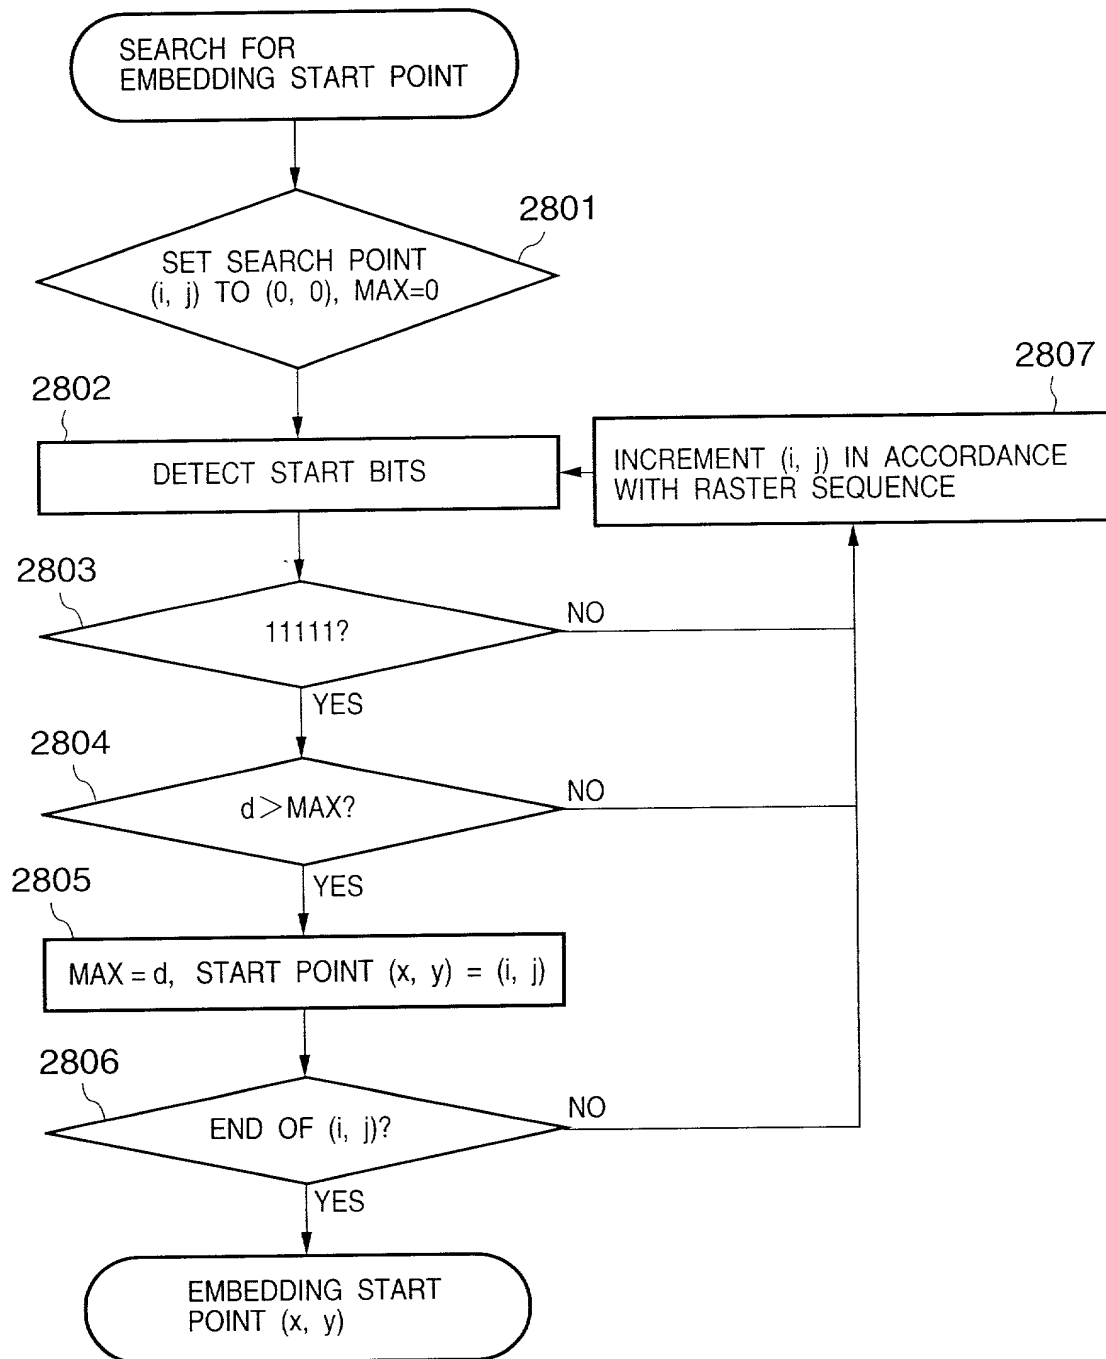 SEARCH FOR
EMBEDDING START POINT
2801
SET SEARCH POINT
(i, j) TO (0, 0), MAX=0
2802
DETECT START BITS
2807
INCREMENT (i, j) IN ACCORDANCE
WITH RASTER SEQUENCE
2803
11111?
NO
YES
2804
d>MAX?
NO
YES
2805
MAX = d, START POINT (x, y) = (i, j)
2806
END OF (i, j)?
NO
YES
EMBEDDING START
POINT (x, y)